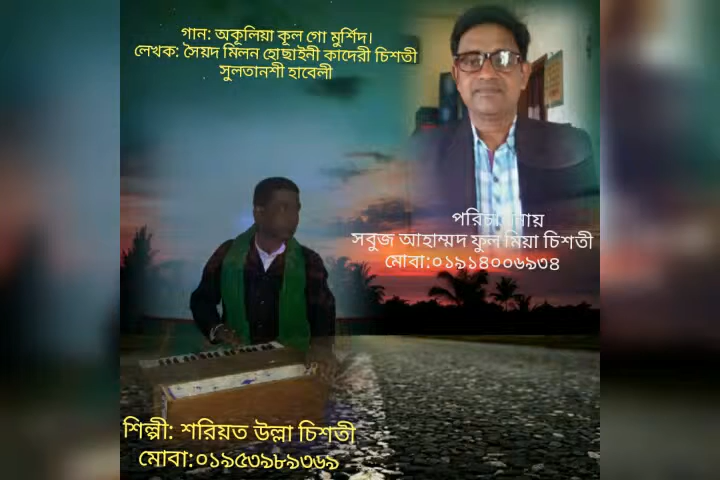 গান: অকূলিয়া কূল গো মুর্শিদ।
লেখক: সৈয়দ মিলন হোছাইনী কাদেরী চিশতী
সুলতানশী হাবেলী
সবুজ আহাম্মদ ফুল মিয়া চিশতী
মোবা:০১৯১৪০০৬৯৩৪
শিল্পী: শরিয়ত উল্লা চিশতী
মোবা:০১৯৫৩৯৮৯৩৬৯